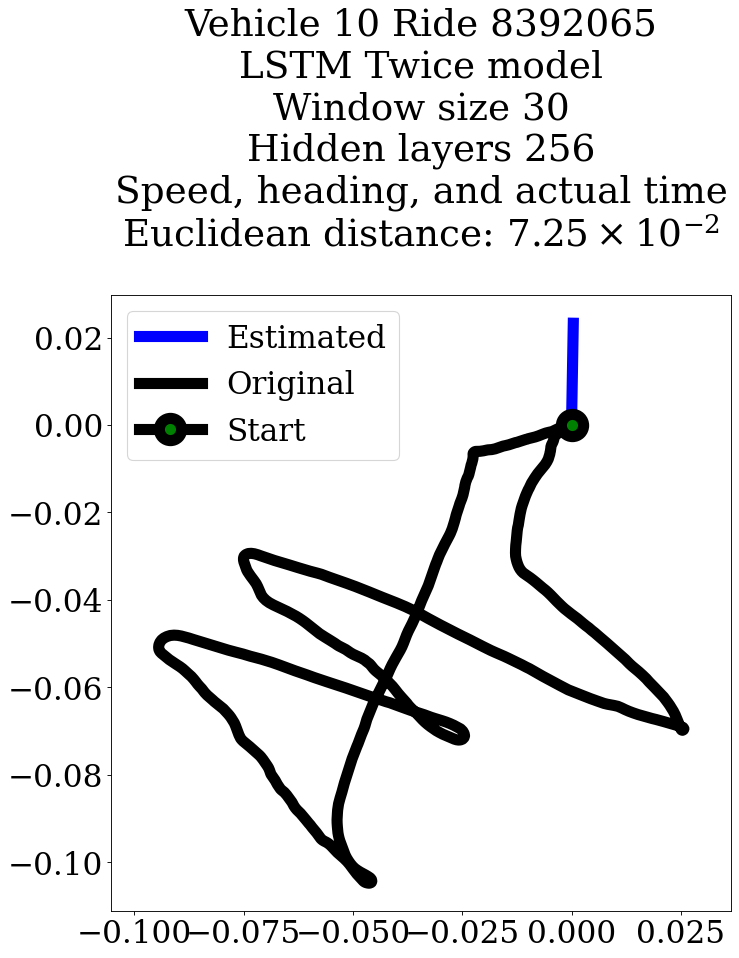 Vehicle 10 Ride 8392065
LSTM Twice model
Window size 30
Hidden layers 256
Speed, heading, and actual time
Euclidean distance: 7.25 × 10⁻²
Estimated
Original
Start
0.02
0.00
−0.02
−0.04
−0.06
−0.08
−0.10
−0.100 −0.075 −0.050 −0.025 0.000 0.025